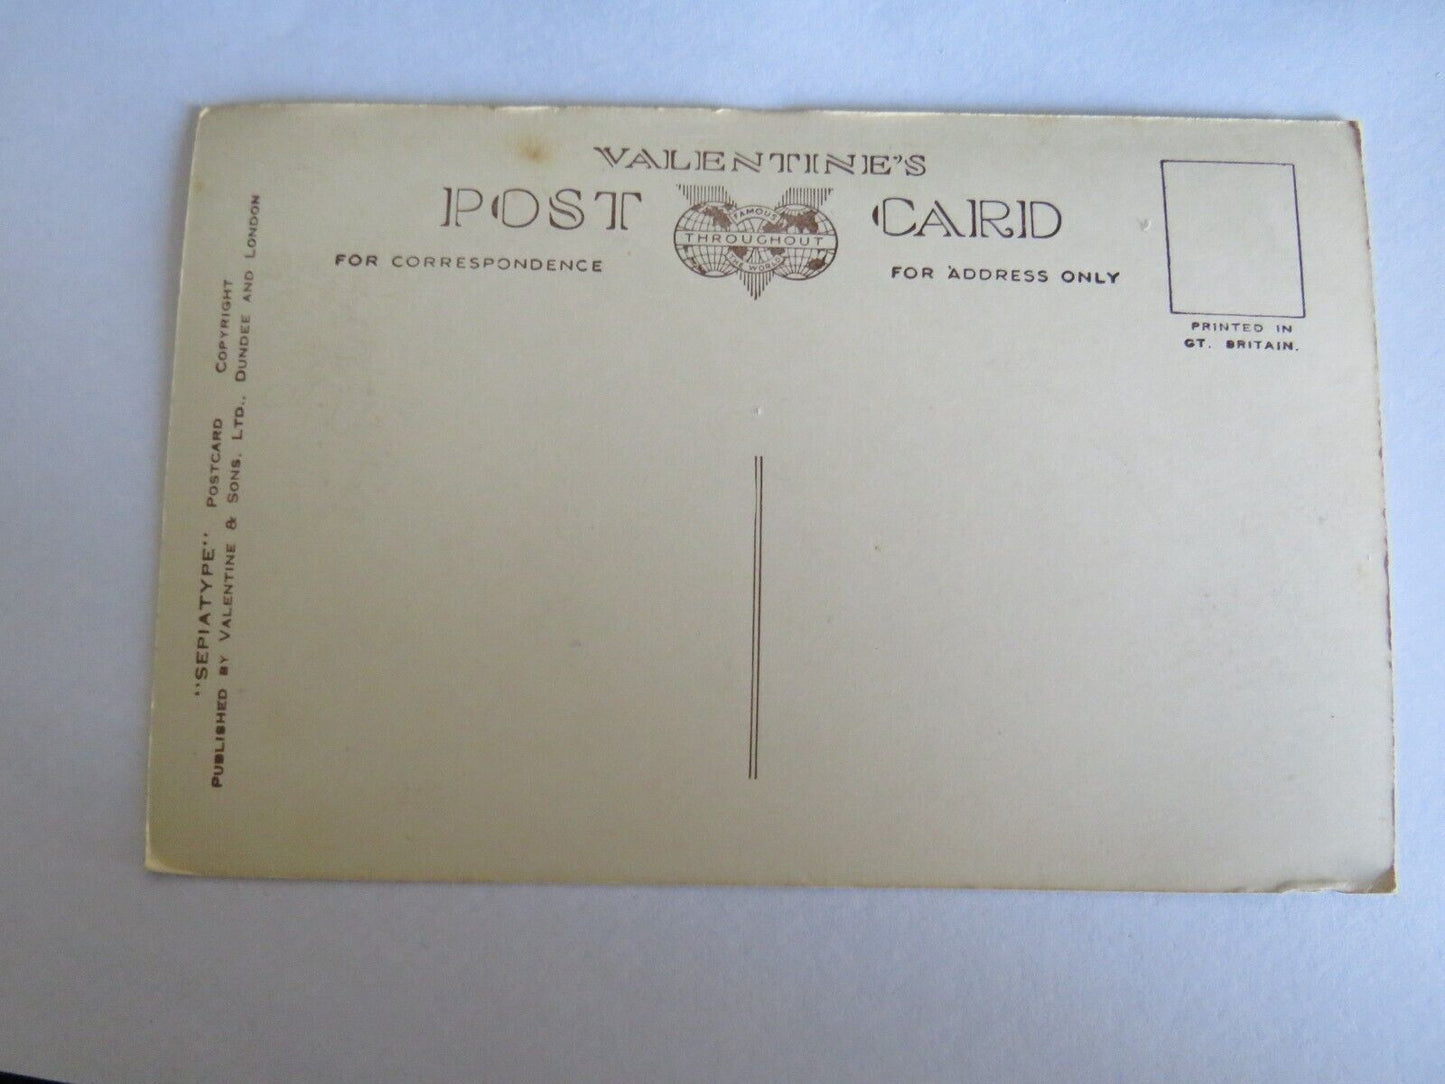 VALENTINE'S
POST CARD
FAMOUS
THROUGHOUT
THE WORLD
FOR CORRESPONDENCE
FOR ADDRESS ONLY
PRINTED IN
GT. BRITAIN.
"SEPIATYPE" POSTCARD COPYRIGHT
PUBLISHED BY VALENTINE & SONS. LTD., DUNDEE AND LONDON